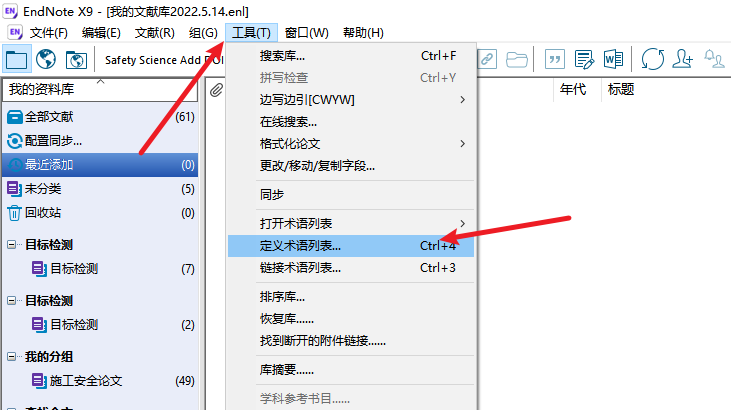 EndNote X9 - [我的文献库2022.5.14.enl]
文件(F) 编辑(E) 文献(R) 组(G) 工具(T) 窗口(W) 帮助(H)
Safety Science Add DOI
我的资料库
全部文献 (61)
配置同步...
最近添加 (0)
未分类 (5)
回收站 (0)
目标检测
目标检测 (7)
目标检测
目标检测 (2)
我的分组
施工安全论文 (49)
搜索库... Ctrl+F
拼写检查 Ctrl+Y
边写边引[CWYW]
在线搜索...
格式化论文
更改/移动/复制字段...
同步
打开术语列表
定义术语列表... Ctrl+4
链接术语列表... Ctrl+3
排序库...
恢复库......
找到断开的附件链接......
库摘要......
学科参考书目......
年代 标题